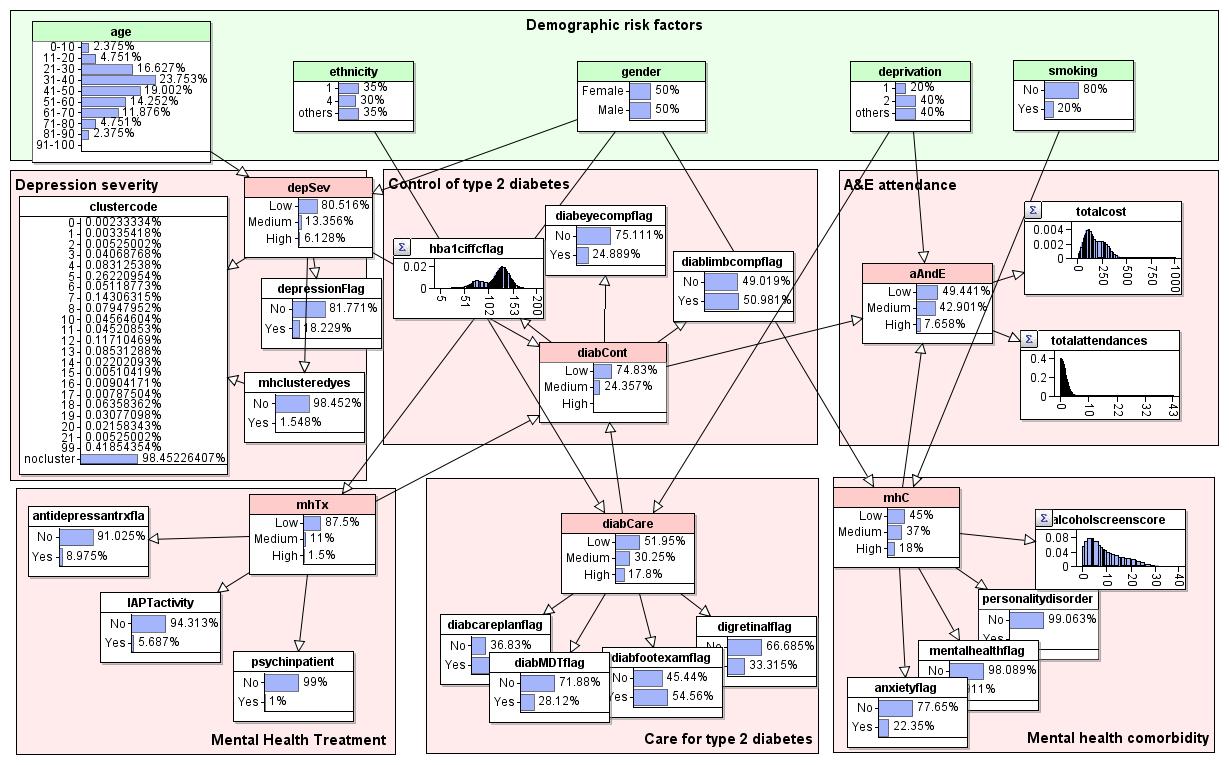 Demographic risk factors
age
0-10 2.375%
11-20 4.751%
21-30 16.627%
31-40 23.753%
41-50 19.002%
51-60 14.252%
61-70 11.876%
71-80 4.751%
81-90 2.375%
91-100
ethnicity
1 35%
4 30%
others 35%
gender
Female 50%
Male 50%
deprivation
1 20%
2 40%
others 40%
smoking
No 80%
Yes 20%
Depression severity
clustercode
0 0.00233334%
1 0.00335418%
2 0.00525002%
3 0.04068768%
4 0.08312538%
5 0.26220954%
6 0.05118773%
7 0.14306315%
8 0.07947952%
10 0.04564604%
11 0.04520853%
12 0.11710469%
13 0.08531288%
14 0.02202093%
15 0.00510419%
16 0.00904171%
17 0.00787504%
18 0.06358362%
19 0.03077098%
20 0.02158343%
21 0.00525002%
99 0.41854354%
nocluster 98.45226407%
depSev
Low 80.516%
Medium 13.356%
High 6.128%
depressionFlag
No 81.771%
Yes 18.229%
mhclusteredyes
No 98.452%
Yes 1.548%
Control of type 2 diabetes
Σ
hba1ciffcflag
0.02
0
5 51 102 153 200
diabeyecompflag
No 75.111%
Yes 24.889%
diablimbcompflag
No 49.019%
Yes 50.981%
diabCont
Low 74.83%
Medium 24.357%
High
A&E attendance
Σ
totalcost
0.004
0.002
0
0 250 500 750 1000
aAndE
Low 49.441%
Medium 42.901%
High 7.658%
Σ
totalattendances
0.4
0.2
0
0 10 22 32 43
mhTx
Low 87.5%
Medium 11%
High 1.5%
antidepressantrxfla
No 91.025%
Yes 8.975%
IAPTactivity
No 94.313%
Yes 5.687%
psychinpatient
No 99%
Yes 1%
Mental Health Treatment
diabCare
Low 51.95%
Medium 30.25%
High 17.8%
diabcareplanflag
No 36.83%
Yes
diabMDTflag
No 71.88%
Yes 28.12%
diabfootexamflag
No 45.44%
Yes 54.56%
digretinalflag
No 66.685%
33.315%
Care for type 2 diabetes
mhC
Low 45%
Medium 37%
High 18%
Σ
alcoholscreenscore
0.08
0.04
0
0 10 20 30 40
personalitydisorder
No 99.063%
mentalhealthflag
No 98.089%
anxietyflag
No 77.65%
Yes 22.35%
Mental health comorbidity